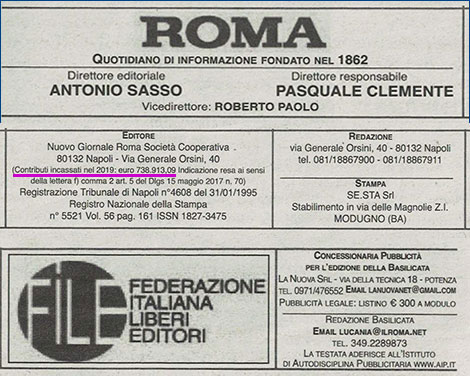 ROMA
QUOTIDIANO DI INFORMAZIONE FONDATO NEL 1862
Direttore editoriale
ANTONIO SASSO
Direttore responsabile
PASQUALE CLEMENTE
Vicedirettore: ROBERTO PAOLO
EDITORE
Nuovo Giornale Roma Società Cooperativa
80132 Napoli - Via Generale Orsini, 40
(Contributi incassati nel 2019: euro 738.913,09 Indicazione resa ai sensi
della lettera f) comma 2 art. 5 del Dlgs 15 maggio 2017 n. 70)
Registrazione Tribunale di Napoli n°4608 del 31/01/1995
Registro Nazionale della Stampa
n° 5521 Vol. 56 pag. 161 ISSN 1827-3475
REDAZIONE
via Generale Orsini, 40 - 80132 Napoli
tel. 081/18867900 - 081/18867911
STAMPA
SE.STA Srl
Stabilimento in via delle Magnolie Z.I.
MODUGNO (BA)
FILE
FEDERAZIONE
ITALIANA
LIBERI
EDITORI
CONCESSIONARIA PUBBLICITÀ
PER L'EDIZIONE DELLA BASILICATA
LA NUOVA SRL - VIA DELLA TECNICA 18 - POTENZA
TEL. 0971/476552 EMAIL LANUOVANET@GMAIL.COM
PUBBLICITÀ LEGALE: LISTINO € 300 A MODULO
REDAZIONE BASILICATA
EMAIL LUCANIA@ILROMA.NET
TEL. 349.2289873
LA TESTATA ADERISCE ALL'ISTITUTO
DI AUTODISCIPLINA PUBBLICITARIA WWW.AIP.IT